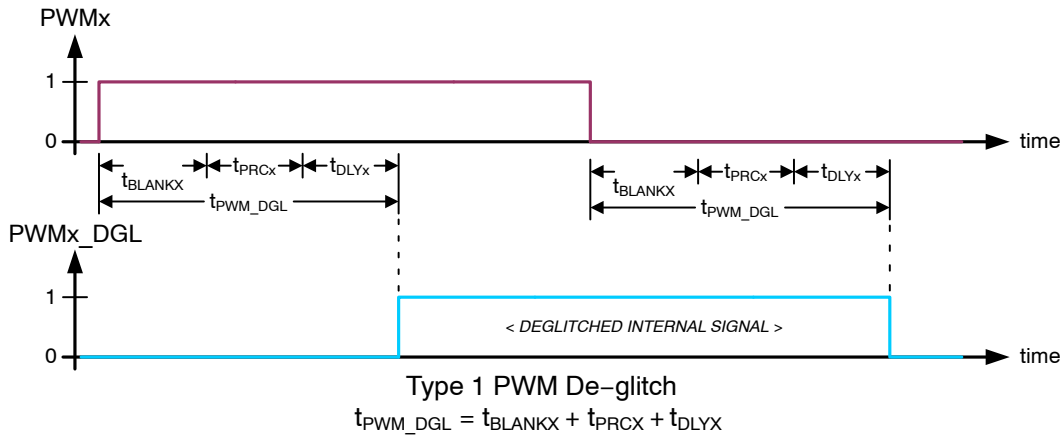 PWMx
1
0
time
tBLANKX
tPRCx
tDLYx
tPWM_DGL
tBLANKX
tPRCx
tDLYx
tPWM_DGL
PWMx_DGL
1
< DEGLITCHED INTERNAL SIGNAL >
0
time
Type 1 PWM De−glitch
tPWM_DGL = tBLANKX + tPRCX + tDLYX